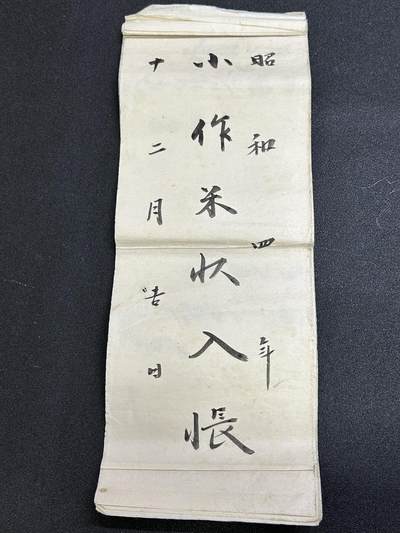 昭和四年
小作米収入帳
十二月吉日